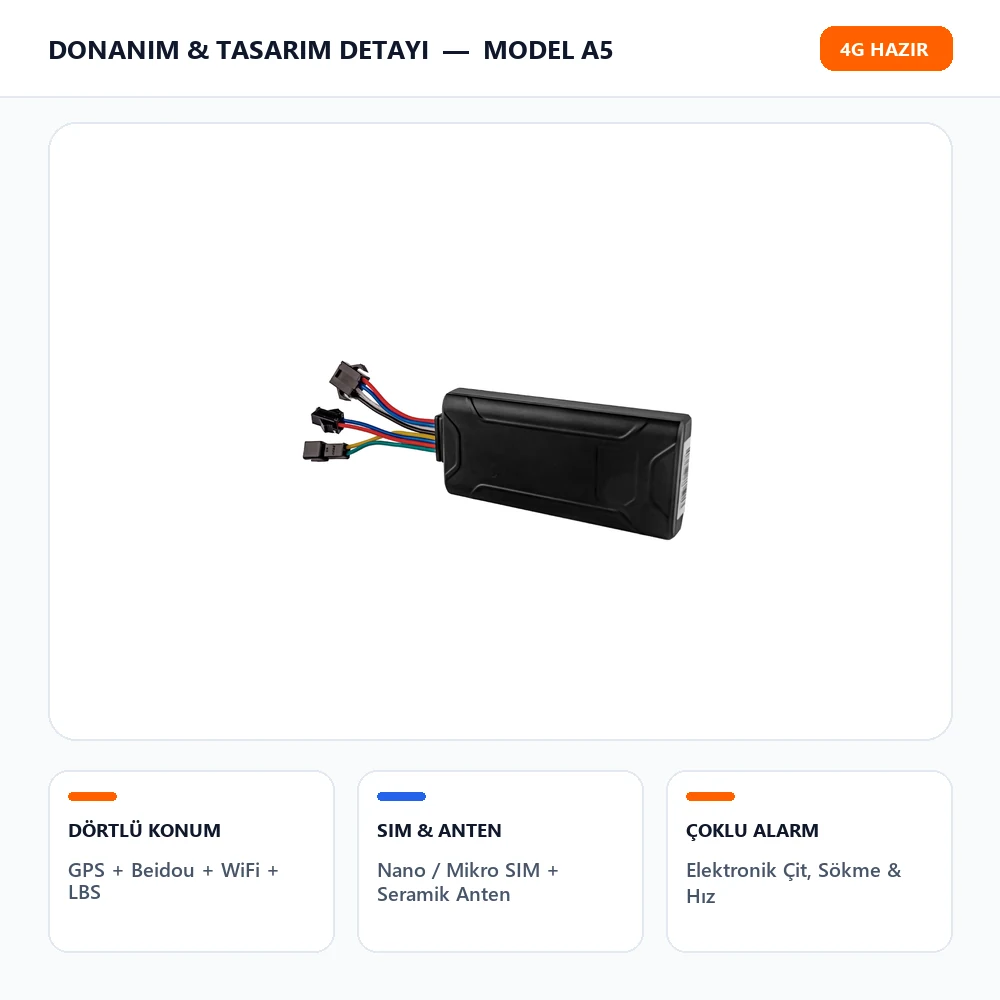 DONANIM & TASARIM DETAYI — MODEL A5
4G HAZIR
DÖRTLÜ KONUM
GPS + Beidou + WiFi +
LBS
SIM & ANTEN
Nano / Mikro SIM +
Seramik Anten
ÇOKLU ALARM
Elektronik Çit, Sökme &
Hız